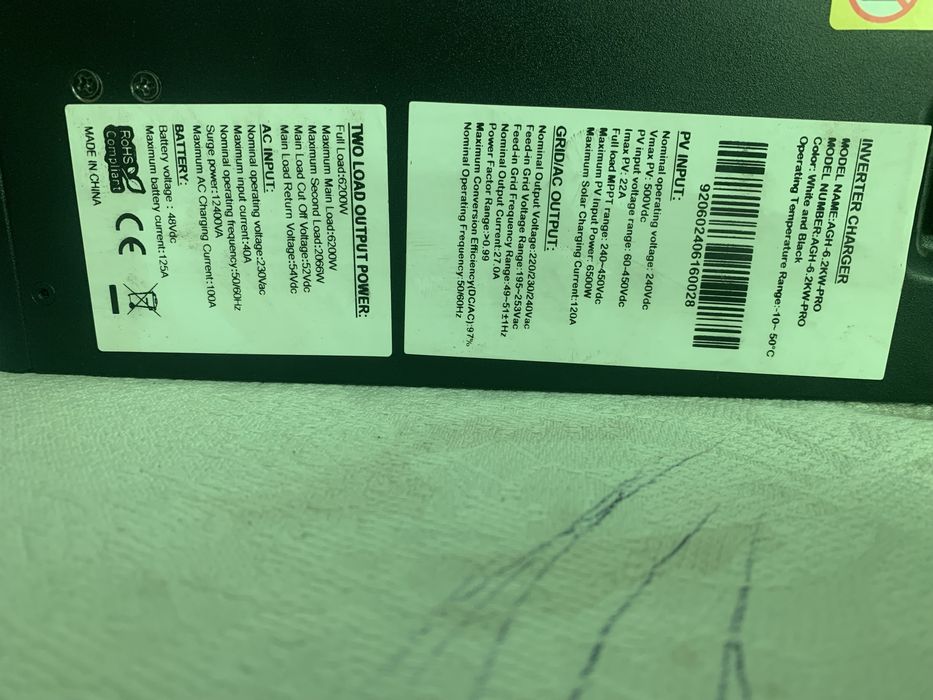 INVERTER CHARGER
MODEL NAME:AGH-6.2KW-PRO
MODEL NUMBER:AGH-6.2KW-PRO
Color: White and Black
Operating Temperature Range:-10~ 50°C
92060240616028
PV INPUT:
Nominal operating voltage: 240Vdc
Vmax PV: 500Vdc
PV input voltage range: 60-450Vdc
Imax PV: 22A
Full load MPPT range: 240-450Vdc
Maximum PV Input Power: 6500W
Maximum Solar Charging Current:120A
GRID/AC OUTPUT:
Nominal Output Voltage:220/230/240Vac
Feed-in Grid Voltage Range:195~253Vac
Feed-in Grid Frequency Range:49~51±1Hz
Nominal Output Current:27.0A
Power Factor Range:>0.99
Maximum Conversion Efficiency(DC/AC):97%
Nominal Operating Frequency:50/60Hz
TWO LOAD OUTPUT POWER:
Full Load:6200W
Maximum Main Load:6200W
Maximum Second Load:2066W
Main Load Cut Off Voltage:52Vdc
Main Load Return Voltage:54Vdc
AC INPUT:
Nominal operating voltage:230Vac
Maximum input current:40A
Nominal operating frequency:50/60Hz
Surge power:12400VA
Maximum AC Charging Current:100A
BATTERY:
Battery voltage : 48Vdc
Maximum battery current:125A
RoHS
Compliant
CE
MADE IN CHINA